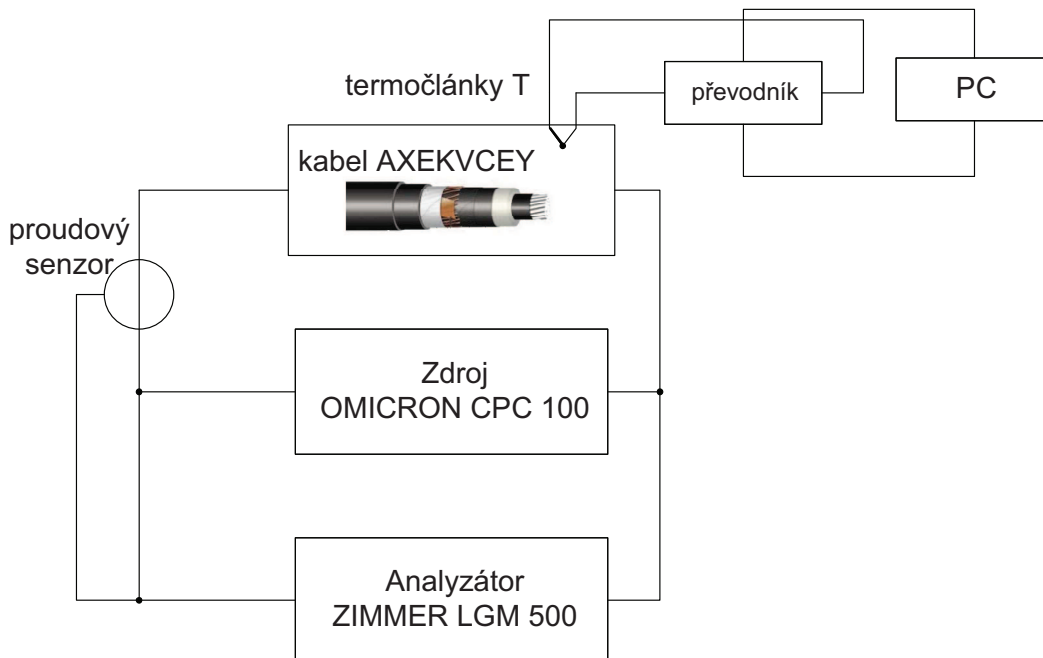 termočlánky T
převodník
PC
kabel AXEKVCEY
proudový
senzor
Zdroj
OMICRON CPC 100
Analyzátor
ZIMMER LGM 500